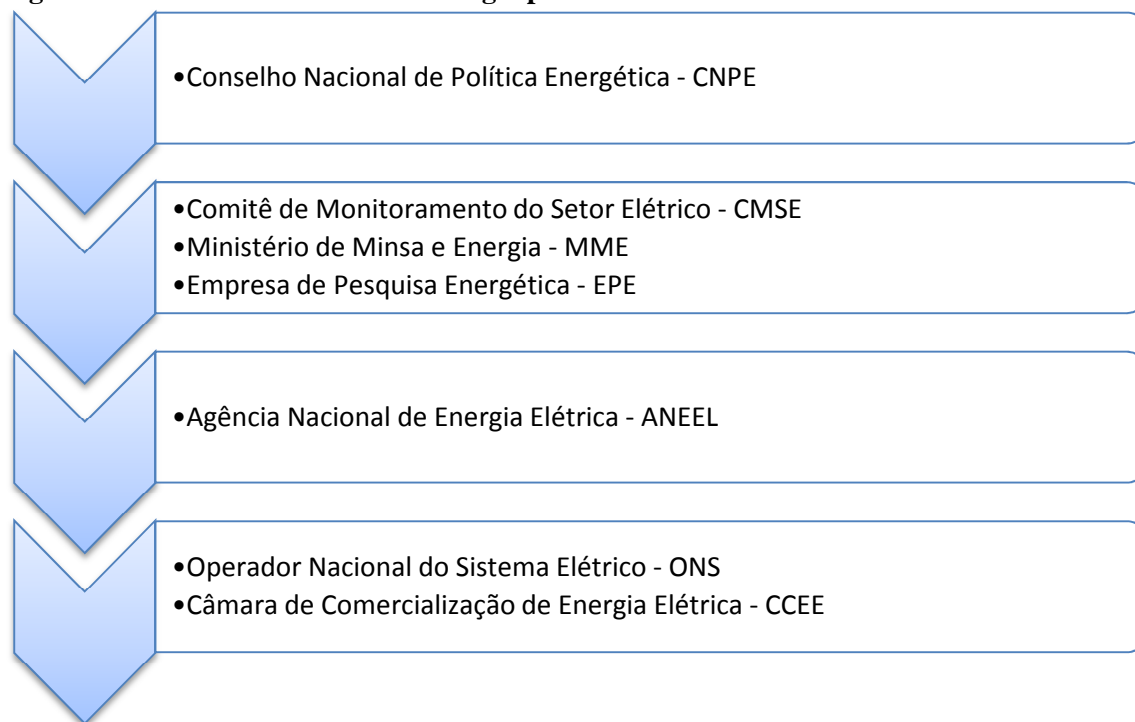 •Conselho Nacional de Política Energética - CNPE
•Comitê de Monitoramento do Setor Elétrico - CMSE
•Ministério de Minsa e Energia - MME
•Empresa de Pesquisa Energética - EPE
•Agência Nacional de Energia Elétrica - ANEEL
•Operador Nacional do Sistema Elétrico - ONS
•Câmara de Comercialização de Energia Elétrica - CCEE